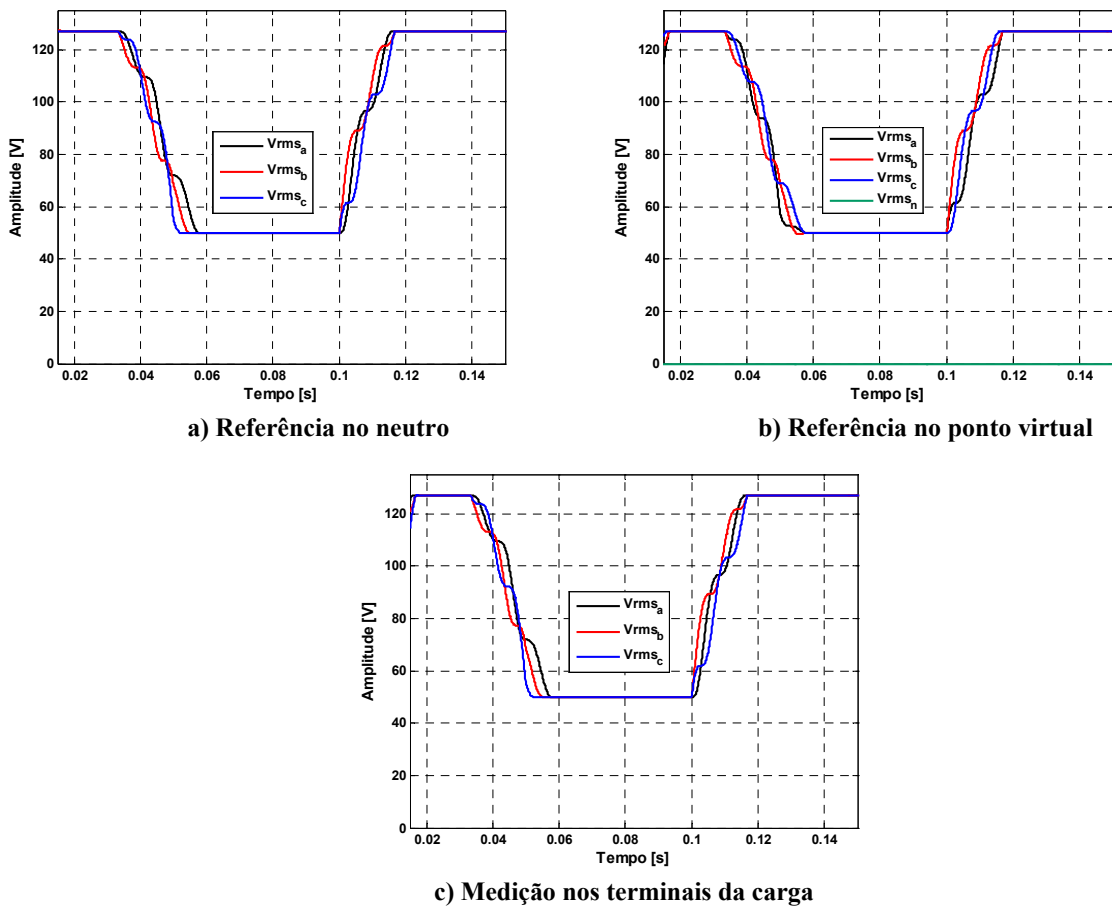 120
100
80
60
40
20
0
Amplitude [V]
Vrms_a
Vrms_b
Vrms_c
0.02 0.04 0.06 0.08 0.1 0.12 0.14
Tempo [s]
a) Referência no neutro
120
100
80
60
40
20
0
Amplitude [V]
Vrms_a
Vrms_b
Vrms_c
Vrms_n
0.02 0.04 0.06 0.08 0.1 0.12 0.14
Tempo [s]
b) Referência no ponto virtual
120
100
80
60
40
20
0
Amplitude [V]
Vrms_a
Vrms_b
Vrms_c
0.02 0.04 0.06 0.08 0.1 0.12 0.14
Tempo [s]
c) Medição nos terminais da carga